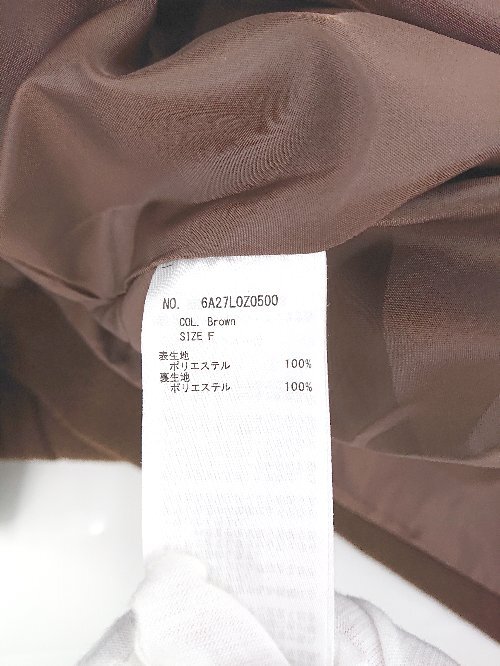 NO. 6A27L0Z0500
COL. Brown
SIZE F
表生地
ポリエステル 100%
裏生地
ポリエステル 100%